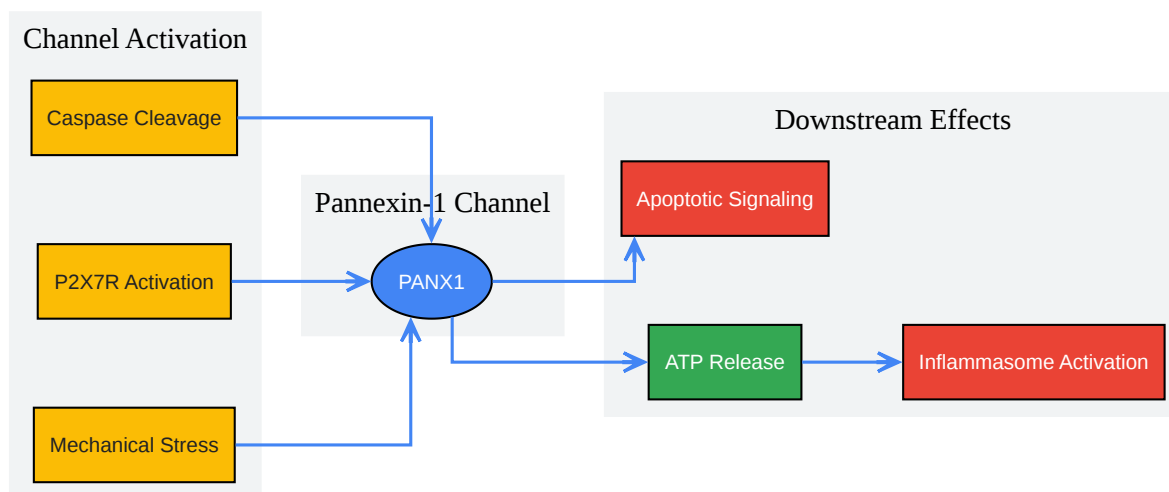 Channel Activation
Caspase Cleavage
P2X7R Activation
Mechanical Stress
Pannexin-1 Channel
PANX1
Downstream Effects
Apoptotic Signaling
ATP Release
Inflammasome Activation